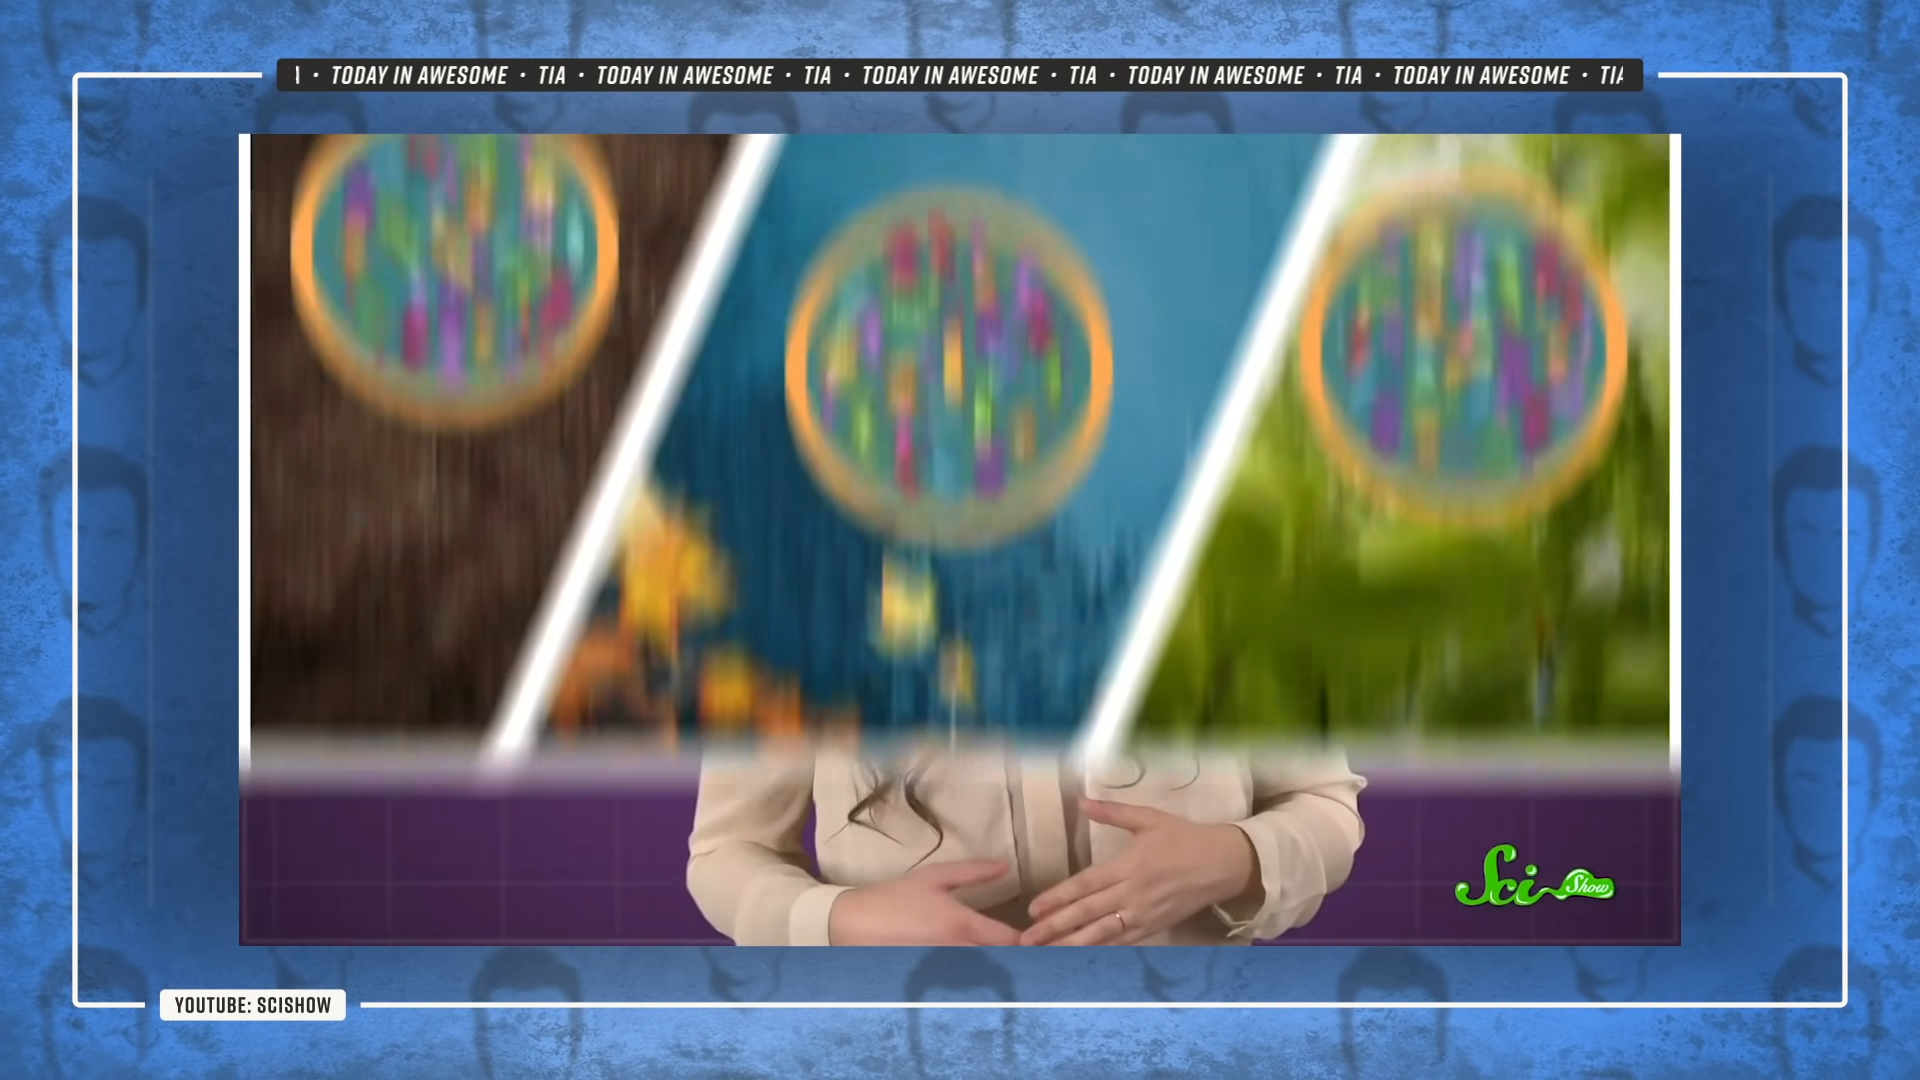 · TODAY IN AWESOME · TIA · TODAY IN AWESOME · TIA · TODAY IN AWESOME · TIA · TODAY IN AWESOME · TIA · TODAY IN AWESOME · TIA
Sci Show
YOUTUBE: SCISHOW